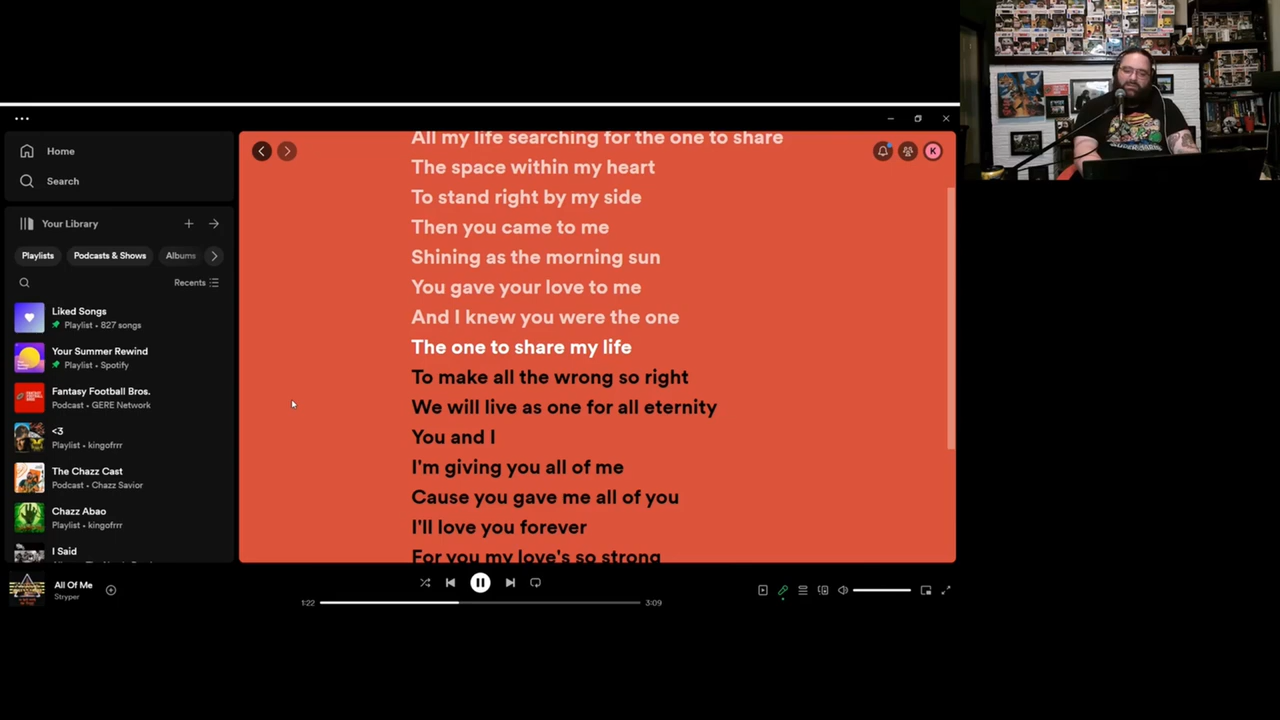 Home
Search
Your Library
Playlists
Podcasts & Shows
Albums
Recents
Liked Songs
Playlist • 827 songs
Your Summer Rewind
Playlist • Spotify
Fantasy Football Bros.
Podcast • GERE Network
<3
Playlist • kingofrrr
The Chazz Cast
Podcast • Chazz Savior
Chazz Abao
Playlist • kingofrrr
I Said
K
All my life searching for the one to share
The space within my heart
To stand right by my side
Then you came to me
Shining as the morning sun
You gave your love to me
And I knew you were the one
The one to share my life
To make all the wrong so right
We will live as one for all eternity
You and I
I'm giving you all of me
Cause you gave me all of you
I'll love you forever
For you my love's so strong
All Of Me
Stryper
1:22
3:09